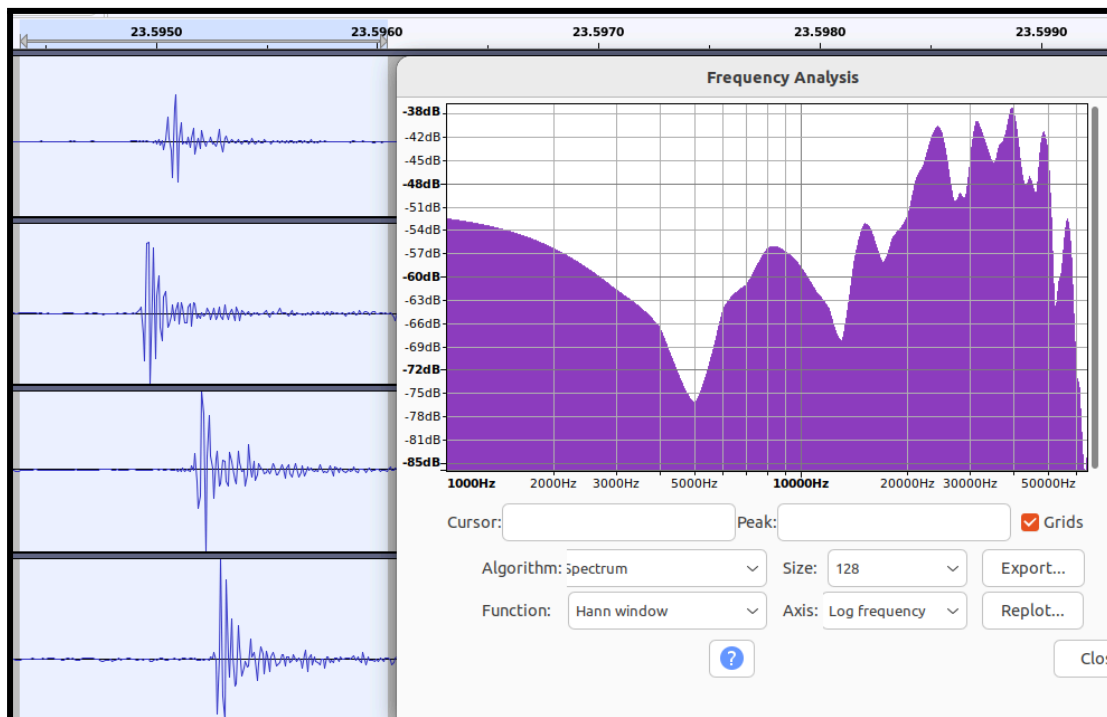 23.5950 23.5960 23.5970 23.5980 23.5990
Frequency Analysis
-38dB
-42dB
-45dB
-48dB
-51dB
-54dB
-57dB
-60dB
-63dB
-66dB
-69dB
-72dB
-75dB
-78dB
-81dB
-85dB
1000Hz 2000Hz 3000Hz 5000Hz 10000Hz 20000Hz 30000Hz 50000Hz
Cursor: Peak: Grids
Algorithm: Spectrum Size: 128 Export...
Function: Hann window Axis: Log frequency Replot...
? Clos